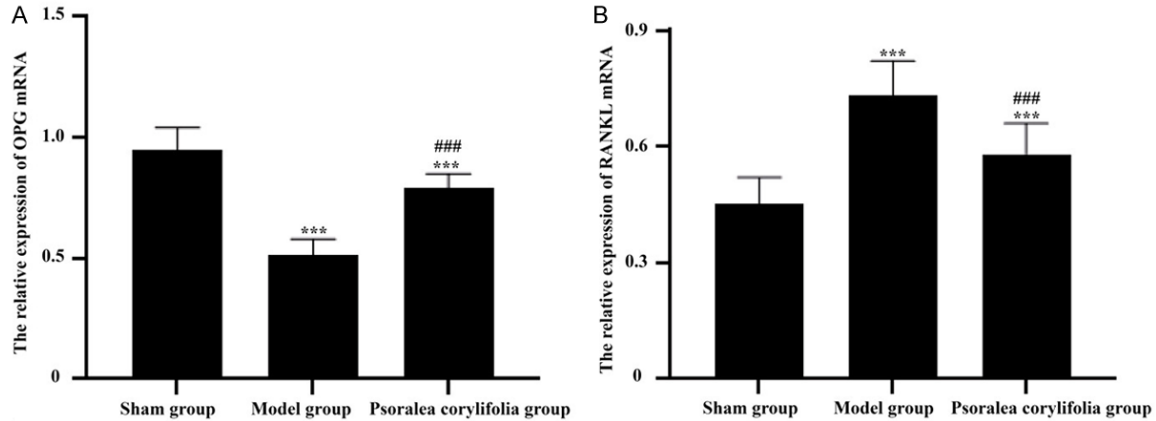 A
The relative expression of OPG mRNA
1.5
1.0
0.5
0
***
###
***
Sham group
Model group
Psoralea corylifolia group
B
The relative expression of RANKL mRNA
0.9
0.6
0.3
0
***
###
***
Sham group
Model group
Psoralea corylifolia group